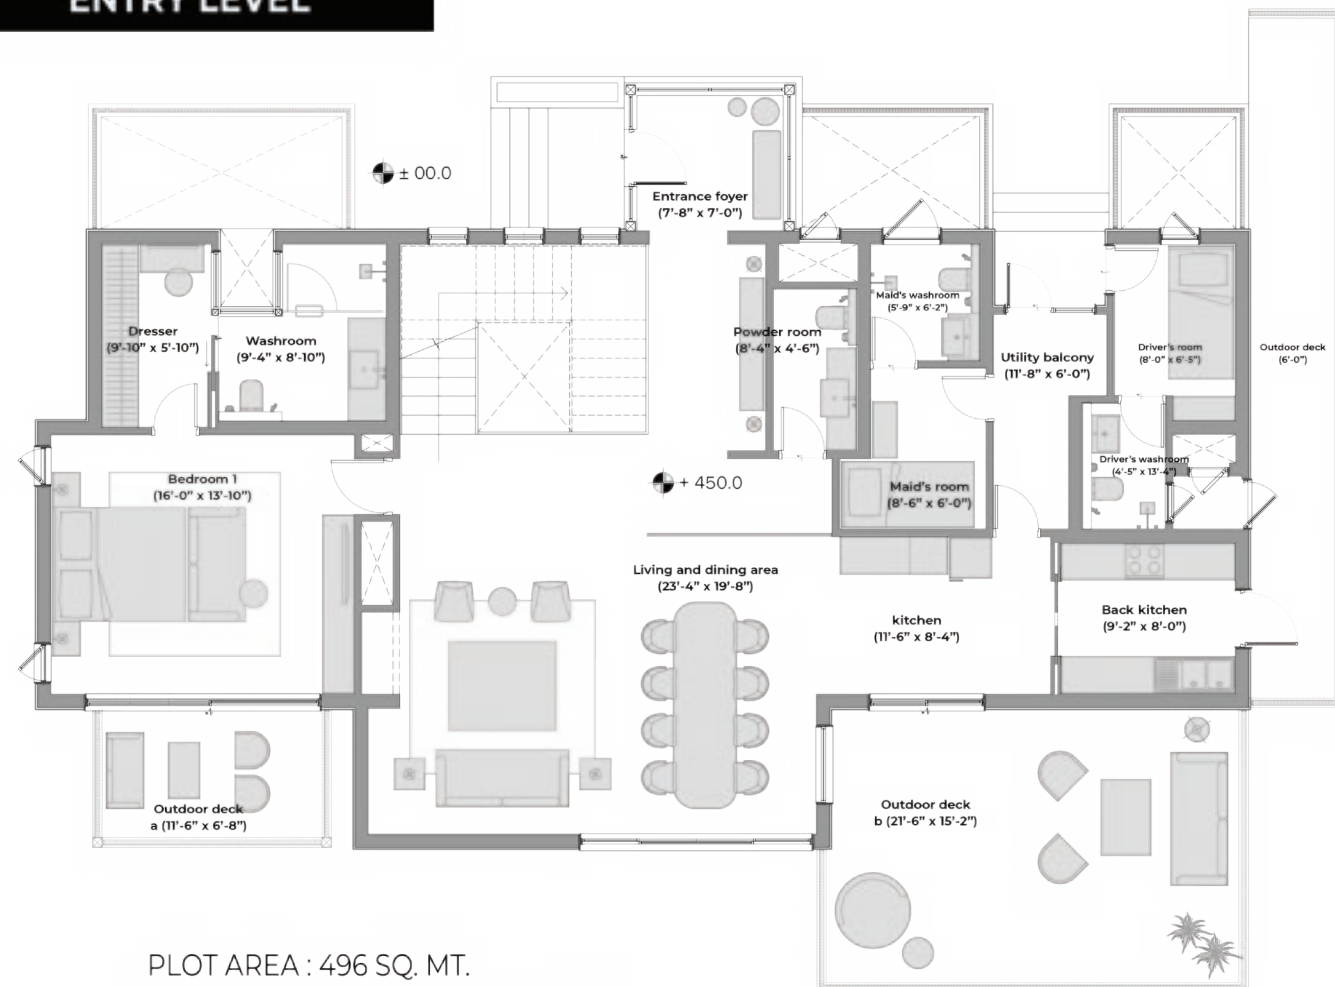 ENTRY LEVEL
± 00.0
Entrance foyer
(7'-8” x 7'-0”)
Dresser
(9'-10” x 5'-10”)
Washroom
(9'-4” x 8'-10”)
Powder room
(8'-4” x 4'-6”)
Maid's washroom
(5'-9” x 6'-2”)
Utility balcony
(11'-8” x 6'-0”)
Driver's room
(8'-0” x 6'-5”)
Outdoor deck
(6'-0”)
Bedroom 1
(16'-0” x 13'-10”)
+ 450.0
Maid's room
(8'-6” x 6'-0”)
Driver's washroom
(4'-5” x 13'-4”)
Living and dining area
(23'-4” x 19'-8”)
kitchen
(11'-6” x 8'-4”)
Back kitchen
(9'-2” x 8'-0”)
Outdoor deck
a (11'-6” x 6'-8”)
Outdoor deck
b (21'-6” x 15'-2”)
PLOT AREA : 496 SQ. MT.